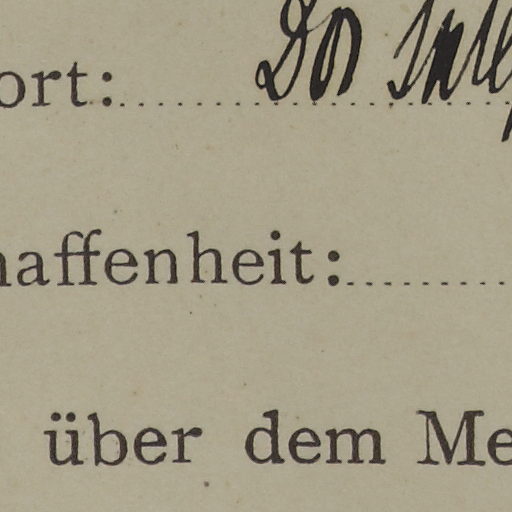 ort:
haffenheit:
über dem Me